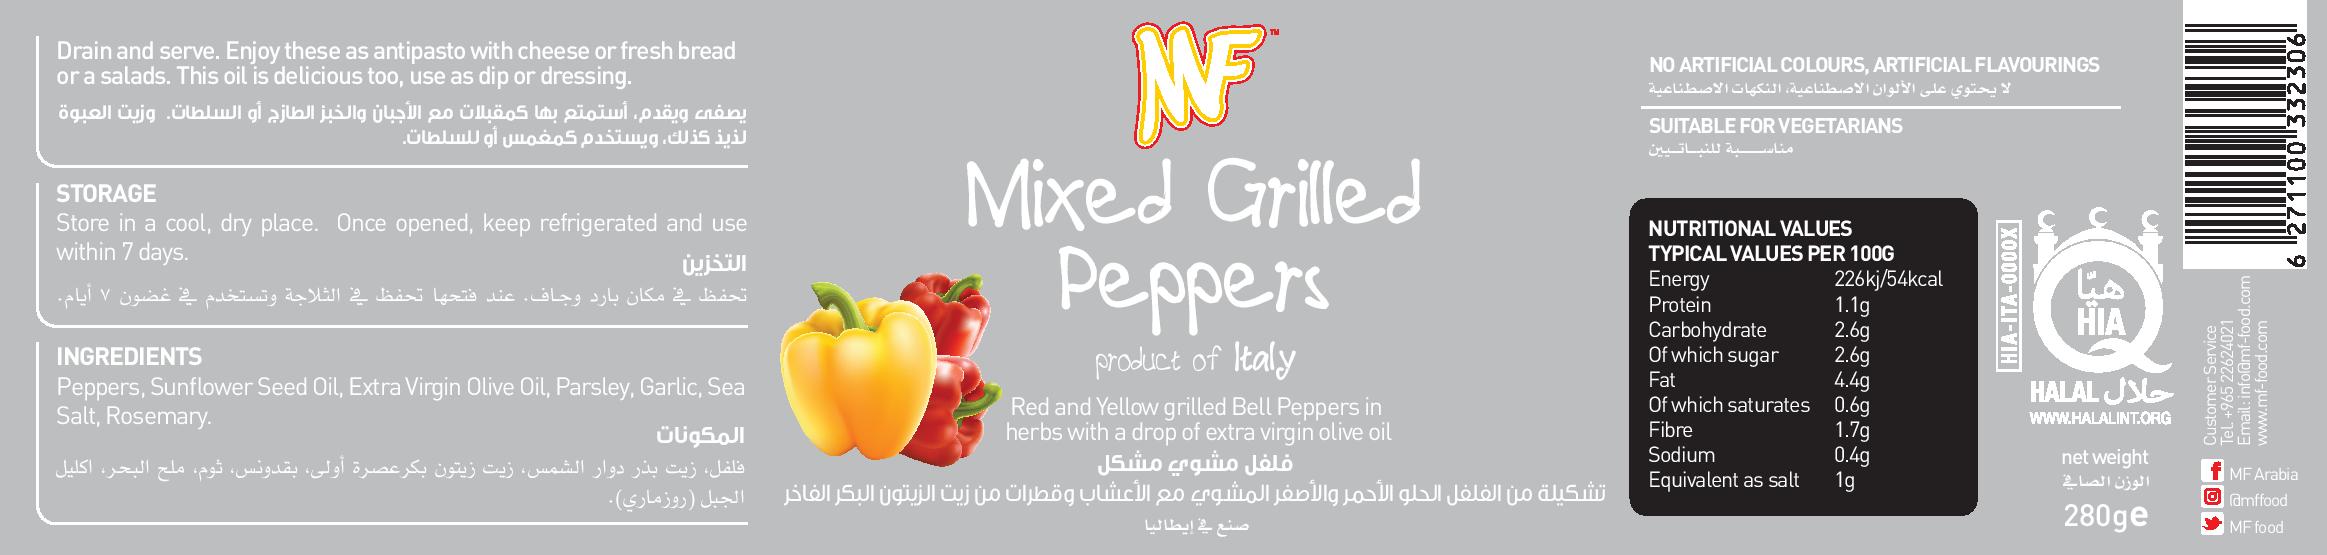 Drain and serve. Enjoy these as antipasto with cheese or fresh bread
or a salads. This oil is delicious too, use as dip or dressing.
يصفى ويقدم، أستمتع بها كمقبلات مع الأجبان والخبز الطازج أو السلطات. وزيت العبوة
لذيذ كذلك، ويستخدم كمغمس أو للسلطات.
STORAGE
Store in a cool, dry place. Once opened, keep refrigerated and use
within 7 days.
التخزين
تحفظ في مكان بارد وجاف. عند فتحها تحفظ في الثلاجة وتستخدم في غضون ٧ أيام.
INGREDIENTS
Peppers, Sunflower Seed Oil, Extra Virgin Olive Oil, Parsley, Garlic, Sea
Salt, Rosemary.
المكونات
فلفل، زيت بذر دوار الشمس، زيت زيتون بكرعصرة أولى، بقدونس، ثوم، ملح البحر، اكليل
الجبل (روزماري).
MF™
Mixed Grilled
Peppers
product of Italy
Red and Yellow grilled Bell Peppers in
herbs with a drop of extra virgin olive oil
فلفل مشوي مشكل
تشكيلة من الفلفل الحلو الأحمر والأصفر المشوي مع الأعشاب وقطرات من زيت الزيتون البكر الفاخر
صنع في إيطاليا
NO ARTIFICIAL COLOURS, ARTIFICIAL FLAVOURINGS
لا يحتوي على الألوان الاصطناعية، النكهات الاصطناعية
SUITABLE FOR VEGETARIANS
مناســـبة للنبــاتــيين
NUTRITIONAL VALUES
TYPICAL VALUES PER 100G
Energy 226kj/54kcal
Protein 1.1g
Carbohydrate 2.6g
Of which sugar 2.6g
Fat 4.4g
Of which saturates 0.6g
Fibre 1.7g
Sodium 0.4g
Equivalent as salt 1g
HIA-ITA-0000X
هيّا
HIA
HALAL حلال
WWW.HALALINT.ORG
net weight
الوزن الصافي
280g℮
6 271100 332306
Customer Service
Tel. +965 22624021
Email: info@mf-food.com
www.mf-food.com
MF Arabia
@mffood
MF food